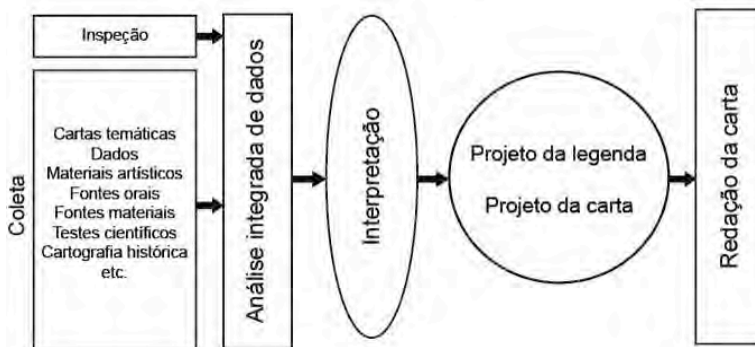 Inspeção
Coleta
Cartas temáticas
Dados
Materiais artísticos
Fontes orais
Fontes materiais
Testes científicos
Cartografia histórica
etc.
Análise integrada de dados
Interpretação
Projeto da legenda
Projeto da carta
Redação da carta